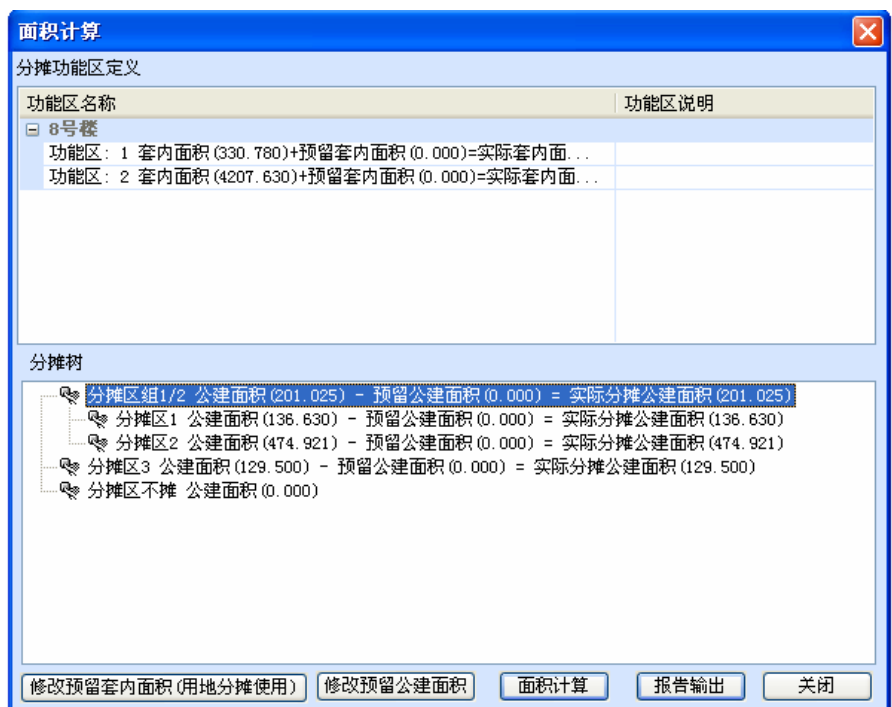 面积计算
分摊功能区定义
功能区名称 功能区说明
8号楼
功能区: 1 套内面积(330.780)+预留套内面积(0.000)=实际套内面...
功能区: 2 套内面积(4207.630)+预留套内面积(0.000)=实际套内面...
分摊树
分摊区组1/2 公建面积(201.025) - 预留公建面积(0.000) = 实际分摊公建面积(201.025)
分摊区1 公建面积(136.630) - 预留公建面积(0.000) = 实际分摊公建面积(136.630)
分摊区2 公建面积(474.921) - 预留公建面积(0.000) = 实际分摊公建面积(474.921)
分摊区3 公建面积(129.500) - 预留公建面积(0.000) = 实际分摊公建面积(129.500)
分摊区不摊 公建面积(0.000)
修改预留套内面积(用地分摊使用) 修改预留公建面积 面积计算 报告输出 关闭